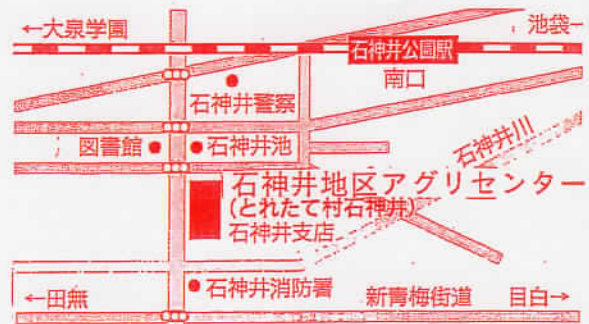 ←大泉学園
池袋→
石神井公園駅
南口
石神井警察
図書館
石神井池
石神井川
石神井地区アグリセンター
(とれたて村石神井)
石神井支店
石神井消防署
←田無
新青梅街道
目白→